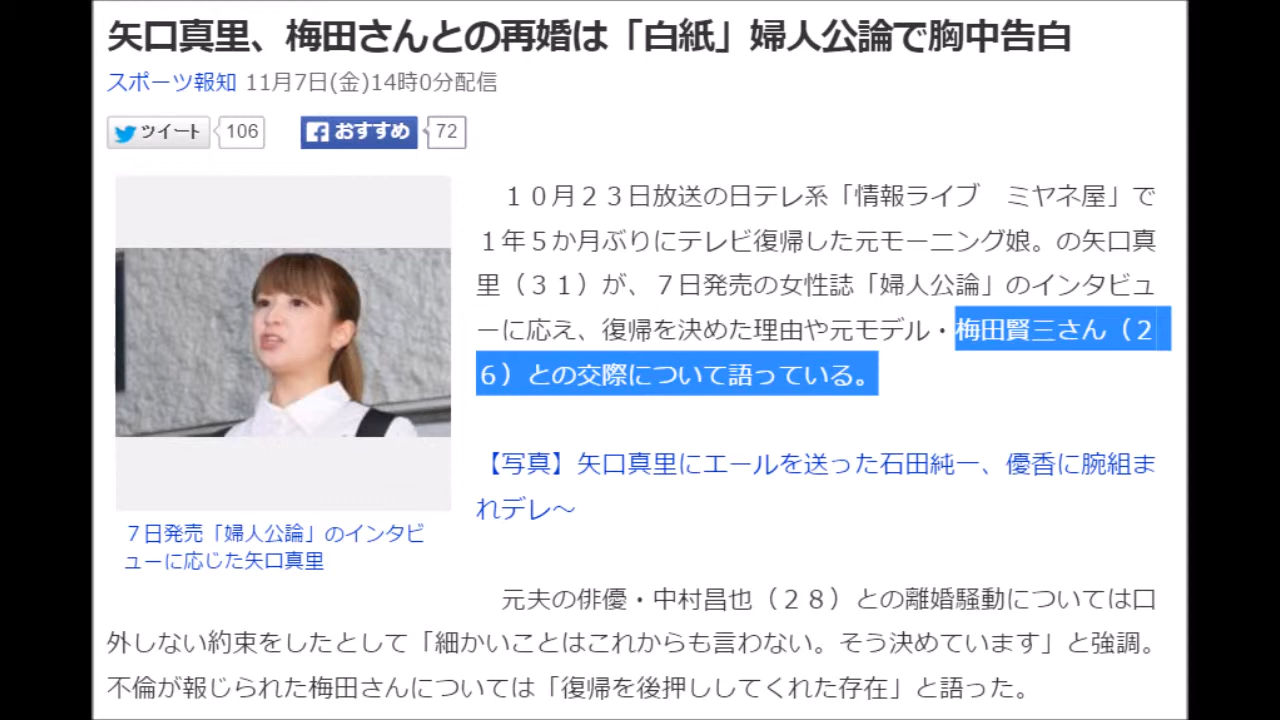 矢口真里、梅田さんとの再婚は「白紙」婦人公論で胸中告白
スポーツ報知 11月7日(金)14時0分配信
ツイート 106 おすすめ 72
１０月２３日放送の日テレ系「情報ライブ　ミヤネ屋」で
１年５か月ぶりにテレビ復帰した元モーニング娘。の矢口真
里（３１）が、７日発売の女性誌「婦人公論」のインタビュ
ーに応え、復帰を決めた理由や元モデル・梅田賢三さん（２
６）との交際について語っている。
【写真】矢口真里にエールを送った石田純一、優香に腕組ま
れデレ～
７日発売「婦人公論」のインタビ
ューに応じた矢口真里
元夫の俳優・中村昌也（２８）との離婚騒動については口
外しない約束をしたとして「細かいことはこれからも言わない。そう決めています」と強調。
不倫が報じられた梅田さんについては「復帰を後押ししてくれた存在」と語った。